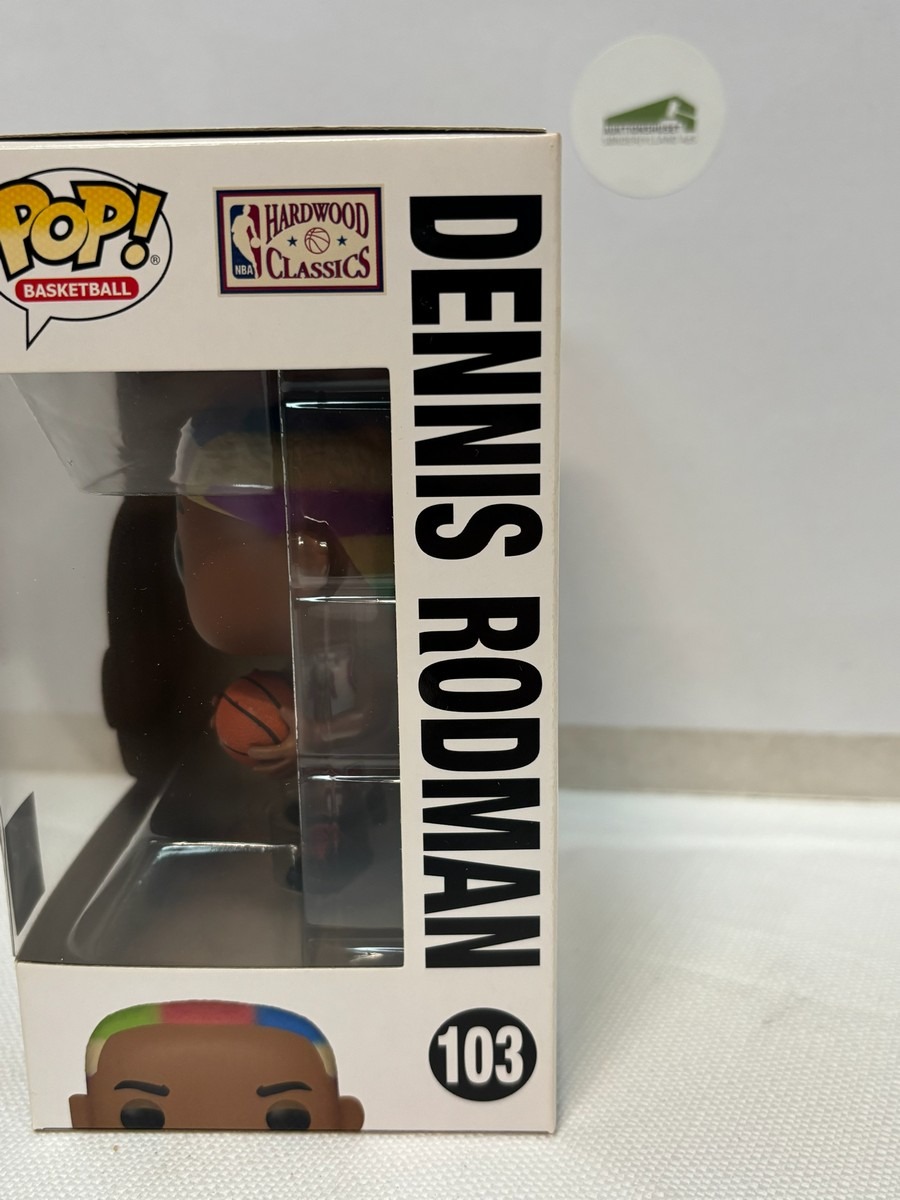 POP!
®
BASKETBALL
HARDWOOD
NBA
CLASSICS
DENNIS RODMAN
103